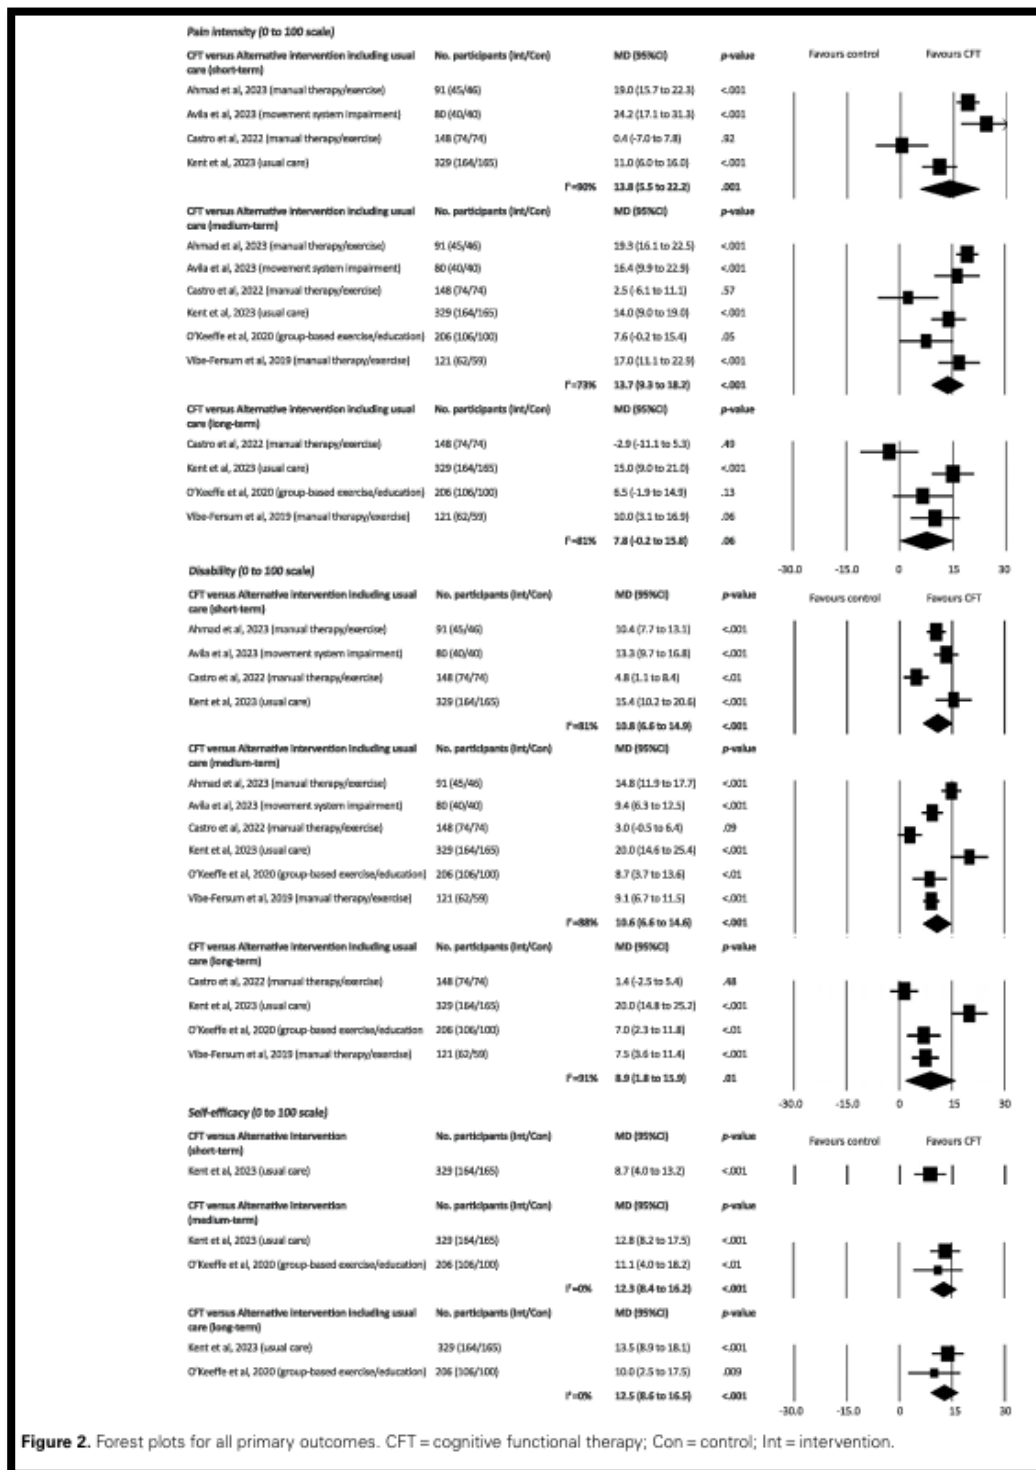 Pain intensity (0 to 100 scale)
CFT versus Alternative intervention including usual care (short-term) No. participants (Int/Con) MD (95%CI) p-value Favours control Favours CFT
Ahmad et al, 2023 (manual therapy/exercise) 91 (45/46) 19.0 (15.7 to 22.3) <.001
Avila et al, 2023 (movement system impairment) 80 (40/40) 24.2 (17.1 to 31.3) <.001
Castro et al, 2022 (manual therapy/exercise) 148 (74/74) 0.4 (-7.0 to 7.8) .92
Kent et al, 2023 (usual care) 329 (164/165) 11.0 (6.0 to 16.0) <.001
I²=90% 13.8 (5.5 to 22.2) .001
CFT versus Alternative intervention including usual care (medium-term) No. participants (Int/Con) MD (95%CI) p-value
Ahmad et al, 2023 (manual therapy/exercise) 91 (45/46) 19.3 (16.1 to 22.5) <.001
Avila et al, 2023 (movement system impairment) 80 (40/40) 16.4 (9.9 to 22.9) <.001
Castro et al, 2022 (manual therapy/exercise) 148 (74/74) 2.5 (-6.1 to 11.1) .57
Kent et al, 2023 (usual care) 329 (164/165) 14.0 (9.0 to 19.0) <.001
O'Keeffe et al, 2020 (group-based exercise/education) 206 (106/100) 7.6 (-0.2 to 15.4) .05
Vibe-Fersum et al, 2019 (manual therapy/exercise) 121 (62/59) 17.0 (11.1 to 22.9) <.001
I²=73% 13.7 (9.3 to 18.2) <.001
CFT versus Alternative intervention including usual care (long-term) No. participants (Int/Con) MD (95%CI) p-value
Castro et al, 2022 (manual therapy/exercise) 148 (74/74) -2.9 (-11.1 to 5.3) .49
Kent et al, 2023 (usual care) 329 (164/165) 15.0 (9.0 to 21.0) <.001
O'Keeffe et al, 2020 (group-based exercise/education) 206 (106/100) 6.5 (-1.9 to 14.9) .13
Vibe-Fersum et al, 2019 (manual therapy/exercise) 121 (62/59) 10.0 (3.1 to 16.9) .06
I²=81% 7.8 (-0.2 to 15.8) .06
-30.0 -15.0 0 15 30
Disability (0 to 100 scale)
CFT versus Alternative intervention including usual care (short-term) No. participants (Int/Con) MD (95%CI) p-value Favours control Favours CFT
Ahmad et al, 2023 (manual therapy/exercise) 91 (45/46) 10.4 (7.7 to 13.1) <.001
Avila et al, 2023 (movement system impairment) 80 (40/40) 13.3 (9.7 to 16.8) <.001
Castro et al, 2022 (manual therapy/exercise) 148 (74/74) 4.8 (1.1 to 8.4) <.01
Kent et al, 2023 (usual care) 329 (164/165) 15.4 (10.2 to 20.6) <.001
I²=81% 10.8 (6.6 to 14.9) <.001
CFT versus Alternative Intervention Including usual care (medium-term) No. participants (Int/Con) MD (95%CI) p-value
Ahmad et al, 2023 (manual therapy/exercise) 91 (45/46) 14.8 (11.9 to 17.7) <.001
Avila et al, 2023 (movement system impairment) 80 (40/40) 9.4 (6.3 to 12.5) <.001
Castro et al, 2022 (manual therapy/exercise) 148 (74/74) 3.0 (-0.5 to 6.4) .09
Kent et al, 2023 (usual care) 329 (164/165) 20.0 (14.6 to 25.4) <.001
O'Keeffe et al, 2020 (group-based exercise/education) 206 (106/100) 8.7 (3.7 to 13.6) <.01
Vibe-Fersum et al, 2019 (manual therapy/exercise) 121 (62/59) 9.1 (6.7 to 11.5) <.001
I²=88% 10.6 (6.6 to 14.6) <.001
CFT versus Alternative intervention including usual care (long-term) No. participants (Int/Con) MD (95%CI) p-value
Castro et al, 2022 (manual therapy/exercise) 148 (74/74) 1.4 (-2.5 to 5.4) .48
Kent et al, 2023 (usual care) 329 (164/165) 20.0 (14.8 to 25.2) <.001
O'Keeffe et al, 2020 (group-based exercise/education 206 (106/100) 7.0 (2.3 to 11.8) <.01
Vibe-Fersum et al, 2019 (manual therapy/exercise) 121 (62/59) 7.5 (3.6 to 11.4) <.001
I²=91% 8.9 (1.8 to 15.9) .01
-30.0 -15.0 0 15 30
Self-efficacy (0 to 100 scale)
CFT versus Alternative Intervention (short-term) No. participants (Int/Con) MD (95%CI) p-value Favours control Favours CFT
Kent et al, 2023 (usual care) 329 (164/165) 8.7 (4.0 to 13.2) <.001
CFT versus Alternative Intervention (medium-term) No. participants (Int/Con) MD (95%CI) p-value
Kent et al, 2023 (usual care) 329 (164/165) 12.8 (8.2 to 17.5) <.001
O'Keeffe et al, 2020 (group-based exercise/education) 206 (106/100) 11.1 (4.0 to 18.2) <.01
I²=0% 12.3 (8.4 to 16.2) <.001
CFT versus Alternative intervention including usual care (long-term) No. participants (Int/Con) MD (95%CI) p-value
Kent et al, 2023 (usual care) 329 (164/165) 13.5 (8.9 to 18.1) <.001
O'Keeffe et al, 2020 (group-based exercise/education) 206 (106/100) 10.0 (2.5 to 17.5) .009
I²=0% 12.5 (8.6 to 16.5) <.001
-30.0 -15.0 0 15 30
Figure 2. Forest plots for all primary outcomes. CFT = cognitive functional therapy; Con = control; Int = intervention.